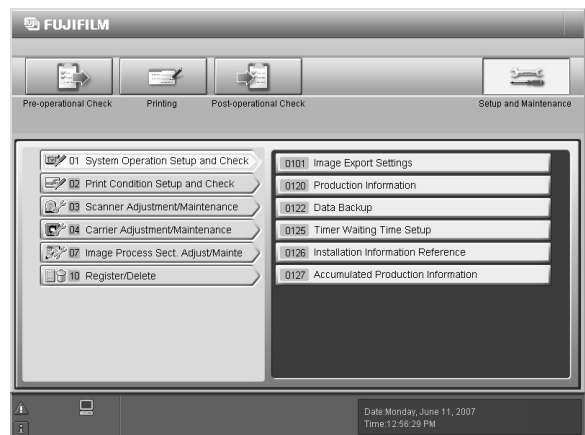 FUJIFILM
Pre-operational Check
Printing
Post-operational Check
Setup and Maintenance
01 System Operation Setup and Check
02 Print Condition Setup and Check
03 Scanner Adjustment/Maintenance
04 Carrier Adjustment/Maintenance
07 Image Process Sect. Adjust/Mainte
10 Register/Delete
0101 Image Export Settings
0120 Production Information
0122 Data Backup
0125 Timer Waiting Time Setup
0126 Installation Information Reference
0127 Accumulated Production Information
Date:Monday, June 11, 2007
Time:12:56:29 PM